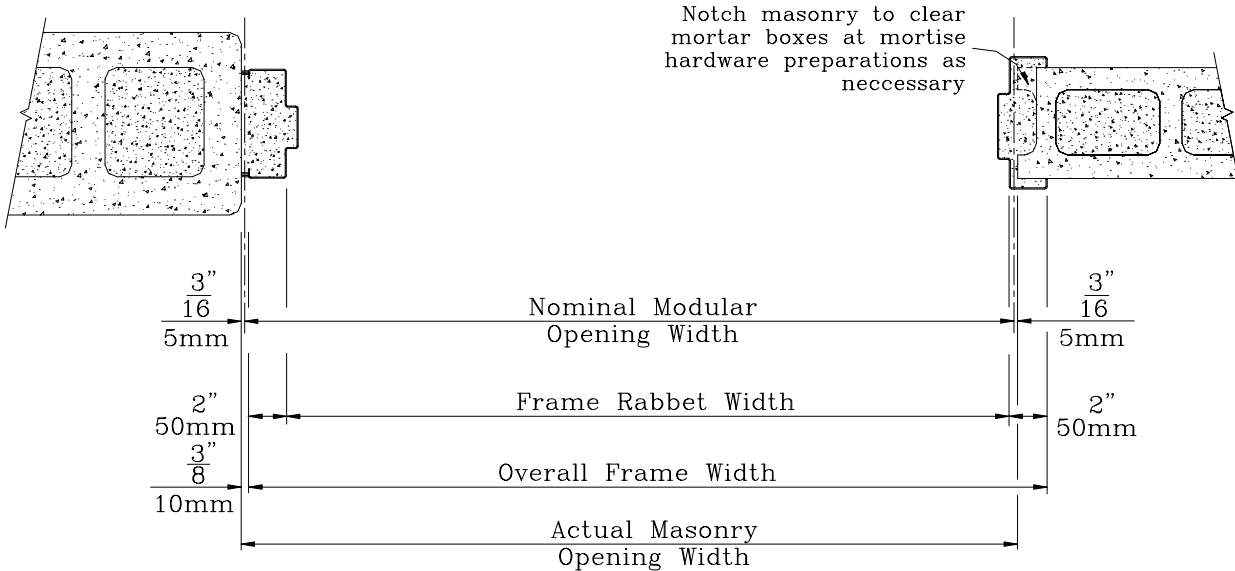 Notch masonry to clear
mortar boxes at mortise
hardware preparations as
neccessary
3”
16
5mm
Nominal Modular
Opening Width
3”
16
5mm
2”
50mm
Frame Rabbet Width
2”
50mm
3”
8
10mm
Overall Frame Width
Actual Masonry
Opening Width